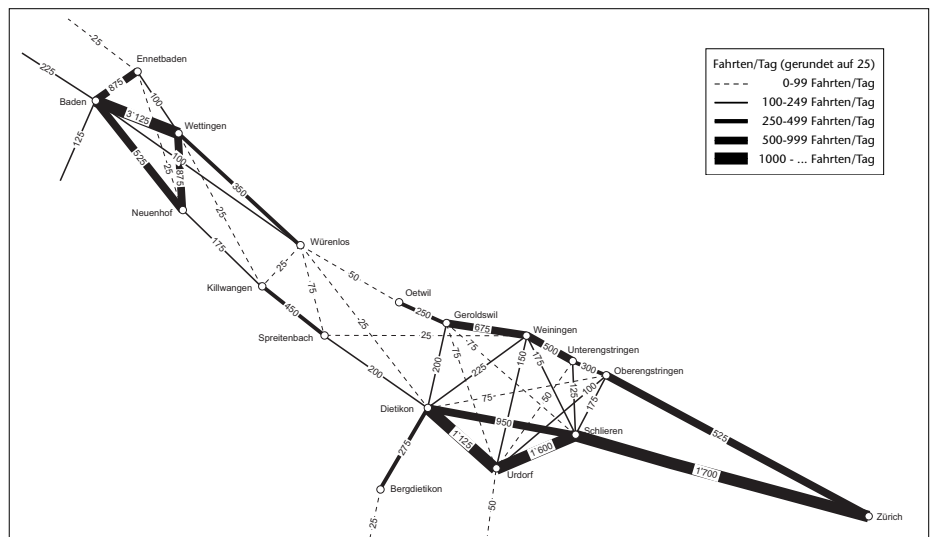 25
Ennetbaden
225
875
Baden
100
3'125
Wettingen
125
525
100
25
875
350
Neuenhof
25
175
Würenlos
25
50
Killwangen
75
450
Oetwil
250
Geroldswil
25
Spreitenbach
25
675
Weiningen
75
500
Unterengstringen
75
300
Oberengstringen
200
200
225
150
175
125
100
50
175
75
Dietikon
950
Schlieren
525
1'125
1'600
275
Urdorf
1'700
Bergdietikon
50
25
Zürich
Fahrten/Tag (gerundet auf 25)
0-99 Fahrten/Tag
100-249 Fahrten/Tag
250-499 Fahrten/Tag
500-999 Fahrten/Tag
1000 - ... Fahrten/Tag